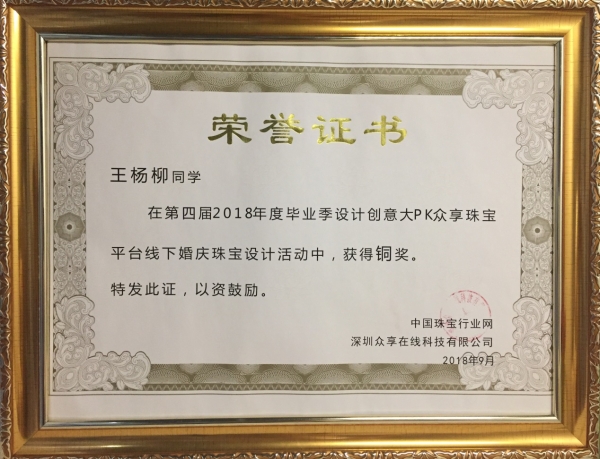 荣誉证书
王杨柳同学
在第四届2018年度毕业季设计创意大PK众享珠宝
平台线下婚庆珠宝设计活动中，获得铜奖。
特发此证，以资鼓励。
中国珠宝行业网
深圳众享在线科技有限公司
2018年9月